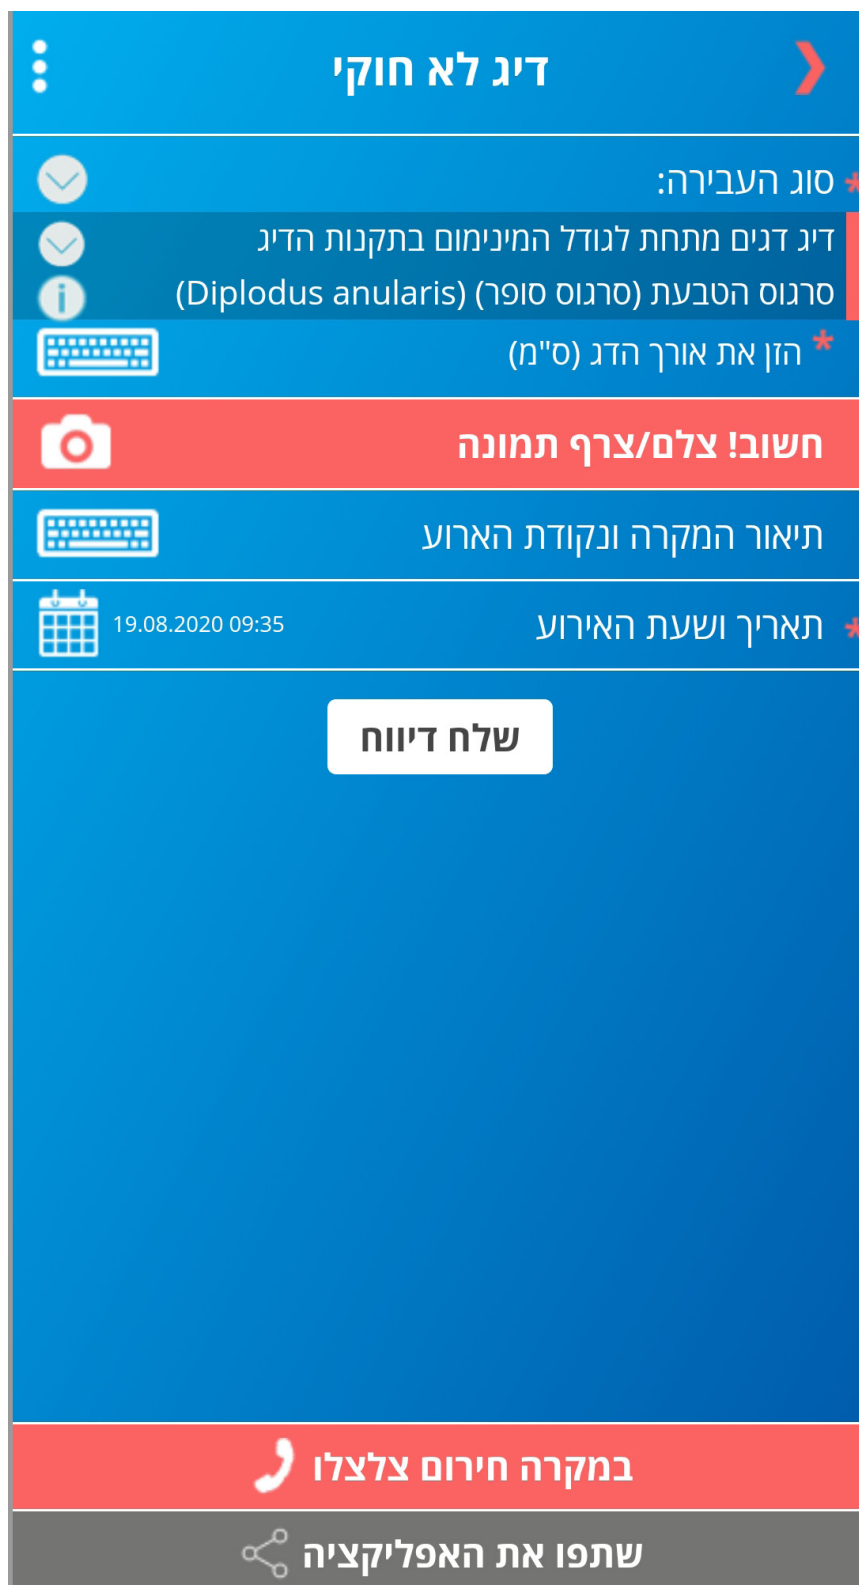 דיג לא חוקי
* סוג העבירה:
דיג דגים מתחת לגודל המינימום בתקנות הדיג
סרגוס הטבעת (סרגוס סופר) (Diplodus anularis)
* הזן את אורך הדג (ס"מ)
חשוב! צלם/צרף תמונה
תיאור המקרה ונקודת הארוע
* תאריך ושעת האירוע 19.08.2020 09:35
שלח דיווח
במקרה חירום צלצלו
שתפו את האפליקציה